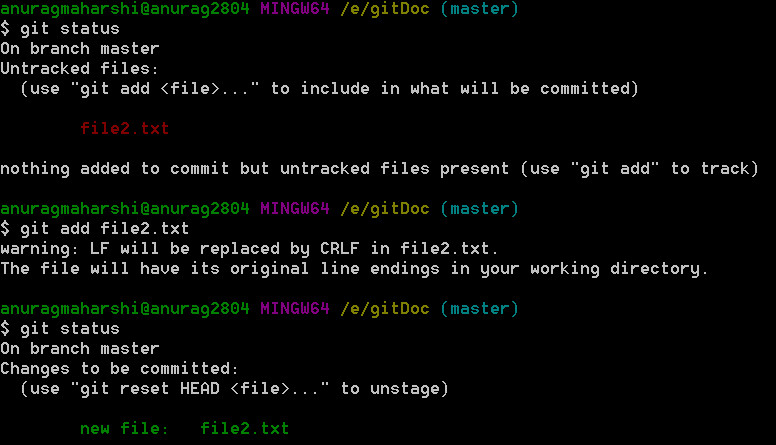 anuragmaharshi@anurag2804 MINGW64 /e/gitDoc (master)
$ git status
On branch master
Untracked files:
  (use "git add <file>..." to include in what will be committed)

        file2.txt

nothing added to commit but untracked files present (use "git add" to track)

anuragmaharshi@anurag2804 MINGW64 /e/gitDoc (master)
$ git add file2.txt
warning: LF will be replaced by CRLF in file2.txt.
The file will have its original line endings in your working directory.

anuragmaharshi@anurag2804 MINGW64 /e/gitDoc (master)
$ git status
On branch master
Changes to be committed:
  (use "git reset HEAD <file>..." to unstage)

        new file:   file2.txt